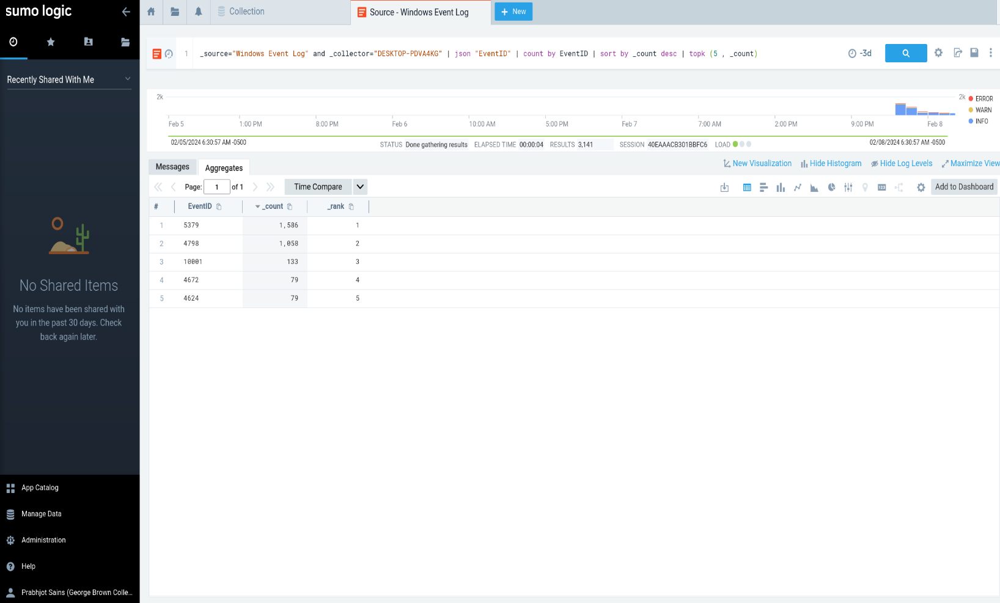 sumo logic
Collection
Source - Windows Event Log
+ New
1 _source="Windows Event Log" and _collector="DESKTOP-PDVA4KG" | json "EventID" | count by EventID | sort by _count desc | topk (5 , _count)
-3d
Recently Shared With Me
2k 2k
ERROR
WARN
INFO
Feb 5 1:00 PM 8:00 PM Feb 6 10:00 AM 5:00 PM Feb 7 7:00 AM 2:00 PM 9:00 PM Feb 8
02/05/2024 6:30:57 AM -0500 02/08/2024 6:30:57 AM -0500
STATUS Done gathering results ELAPSED TIME 00:00:04 RESULTS 3,141 SESSION 40EAAACB301BBFC6 LOAD
Messages Aggregates New Visualization Hide Histogram Hide Log Levels Maximize View
Page: 1 of 1 Time Compare 123 Add to Dashboard
# EventID _count _rank
1 5379 1,586 1
2 4798 1,058 2
3 10001 133 3
4 4672 79 4
5 4624 79 5
No Shared Items
No items have been shared with
you in the past 30 days. Check
back again later.
App Catalog
Manage Data
Administration
Help
Prabhjot Sains (George Brown Colle...